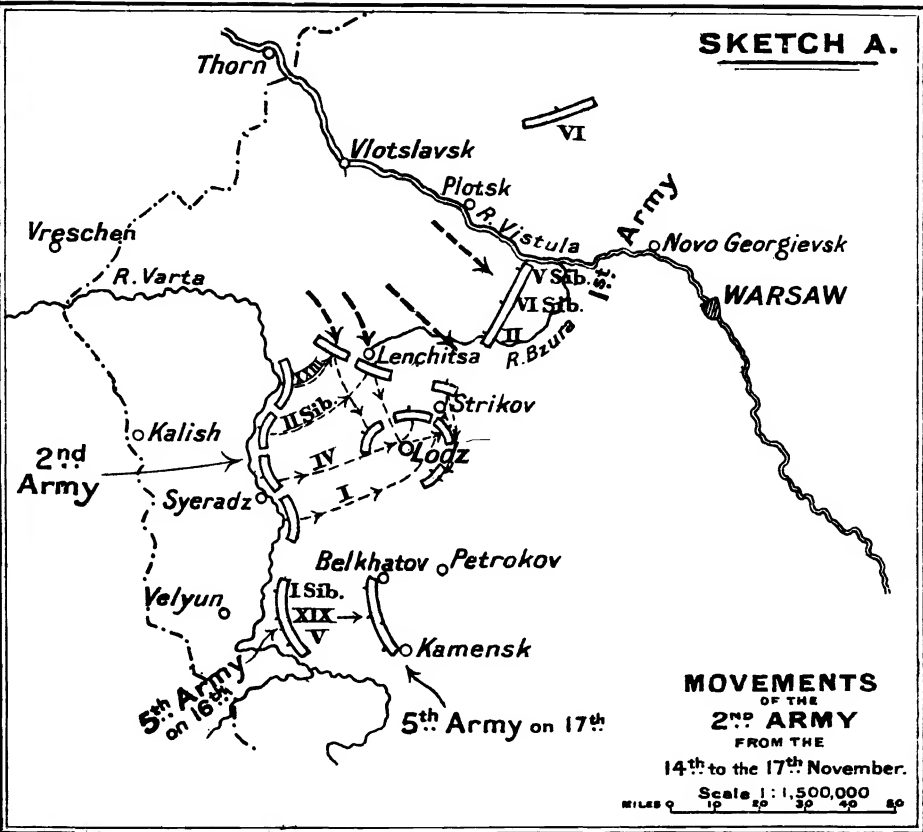 SKETCH A.
Thorn
VI
Vlotslavsk
Plotsk
R. Vistula
1st Army
Novo Georgievsk
Vreschen
R. Varta
V Sib.
VI Sib.
II
WARSAW
R. Bzura
Lenchitsa
XXIII
II Sib.
Strikov
Kalish
2nd
Army
IV
Lodz
I
Syeradz
Belkhatov
Petrokov
Velyun
I Sib.
XIX
V
Kamensk
5th Army
on 16th
5th Army on 17th
MOVEMENTS
OF THE
2ND ARMY
FROM THE
14th to the 17th November.
Scale 1:1,500,000
MILES 0 10 20 30 40 50